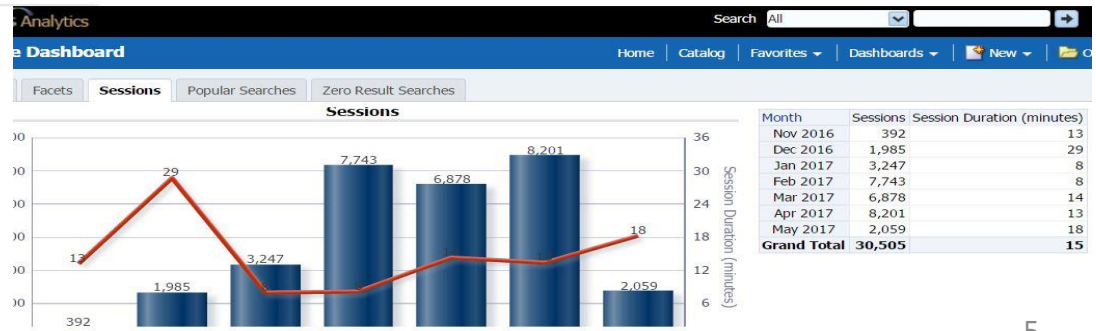 Analytics
Search All
e Dashboard
Home Catalog Favorites Dashboards New O
Facets Sessions Popular Searches Zero Result Searches
Sessions
36
30
24
18
12
6
Session Duration (minutes)
392
1,985
3,247
7,743
6,878
8,201
2,059
13
29
18
Month Sessions Session Duration (minutes)
Nov 2016 392 13
Dec 2016 1,985 29
Jan 2017 3,247 8
Feb 2017 7,743 8
Mar 2017 6,878 14
Apr 2017 8,201 13
May 2017 2,059 18
Grand Total 30,505 15
5